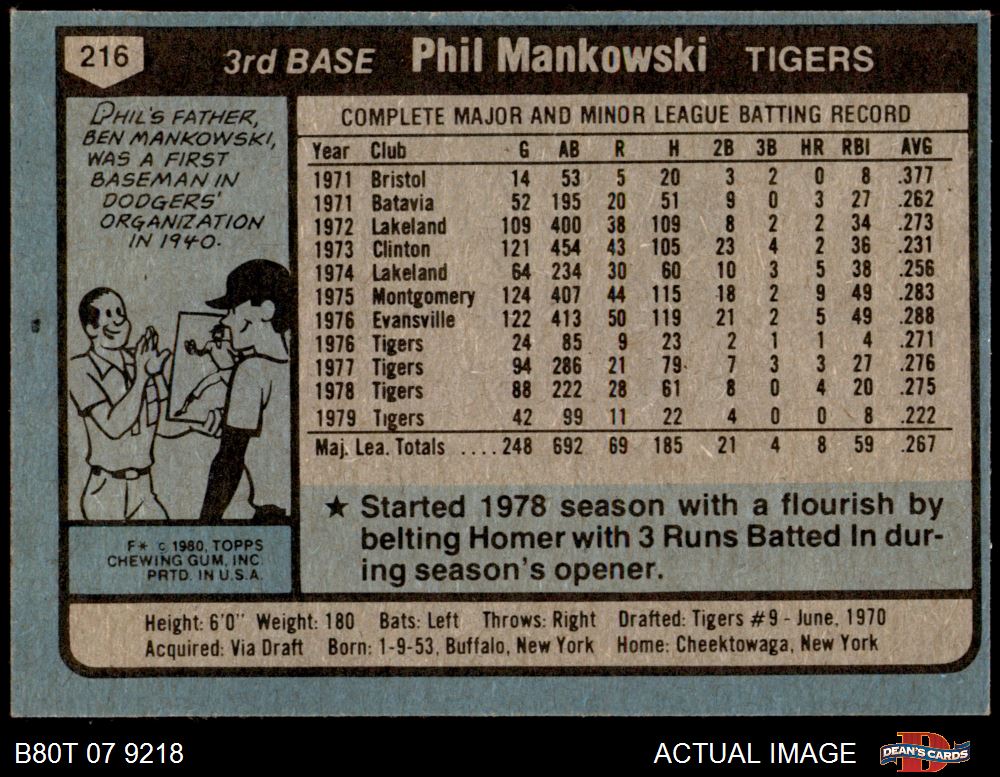 216 3rd BASE Phil Mankowski TIGERS
PHIL'S FATHER,
BEN MANKOWSKI,
WAS A FIRST
BASEMAN IN
DODGERS'
ORGANIZATION
IN 1940.
F* © 1980, TOPPS
CHEWING GUM, INC.
PRTD. IN U.S.A.
COMPLETE MAJOR AND MINOR LEAGUE BATTING RECORD
Year Club G AB R H 2B 3B HR RBI AVG
1971 Bristol 14 53 5 20 3 2 0 8 .377
1971 Batavia 52 195 20 51 9 0 3 27 .262
1972 Lakeland 109 400 38 109 8 2 2 34 .273
1973 Clinton 121 454 43 105 23 4 2 36 .231
1974 Lakeland 64 234 30 60 10 3 5 38 .256
1975 Montgomery 124 407 44 115 18 2 9 49 .283
1976 Evansville 122 413 50 119 21 2 5 49 .288
1976 Tigers 24 85 9 23 2 1 1 4 .271
1977 Tigers 94 286 21 79 7 3 3 27 .276
1978 Tigers 88 222 28 61 8 0 4 20 .275
1979 Tigers 42 99 11 22 4 0 0 8 .222
Maj. Lea. Totals ....248 692 69 185 21 4 8 59 .267
★ Started 1978 season with a flourish by
belting Homer with 3 Runs Batted In dur-
ing season's opener.
Height: 6'0" Weight: 180 Bats: Left Throws: Right Drafted: Tigers #9 - June, 1970
Acquired: Via Draft Born: 1-9-53, Buffalo, New York Home: Cheektowaga, New York
B80T 07 9218 ACTUAL IMAGE DEAN'S CARDS